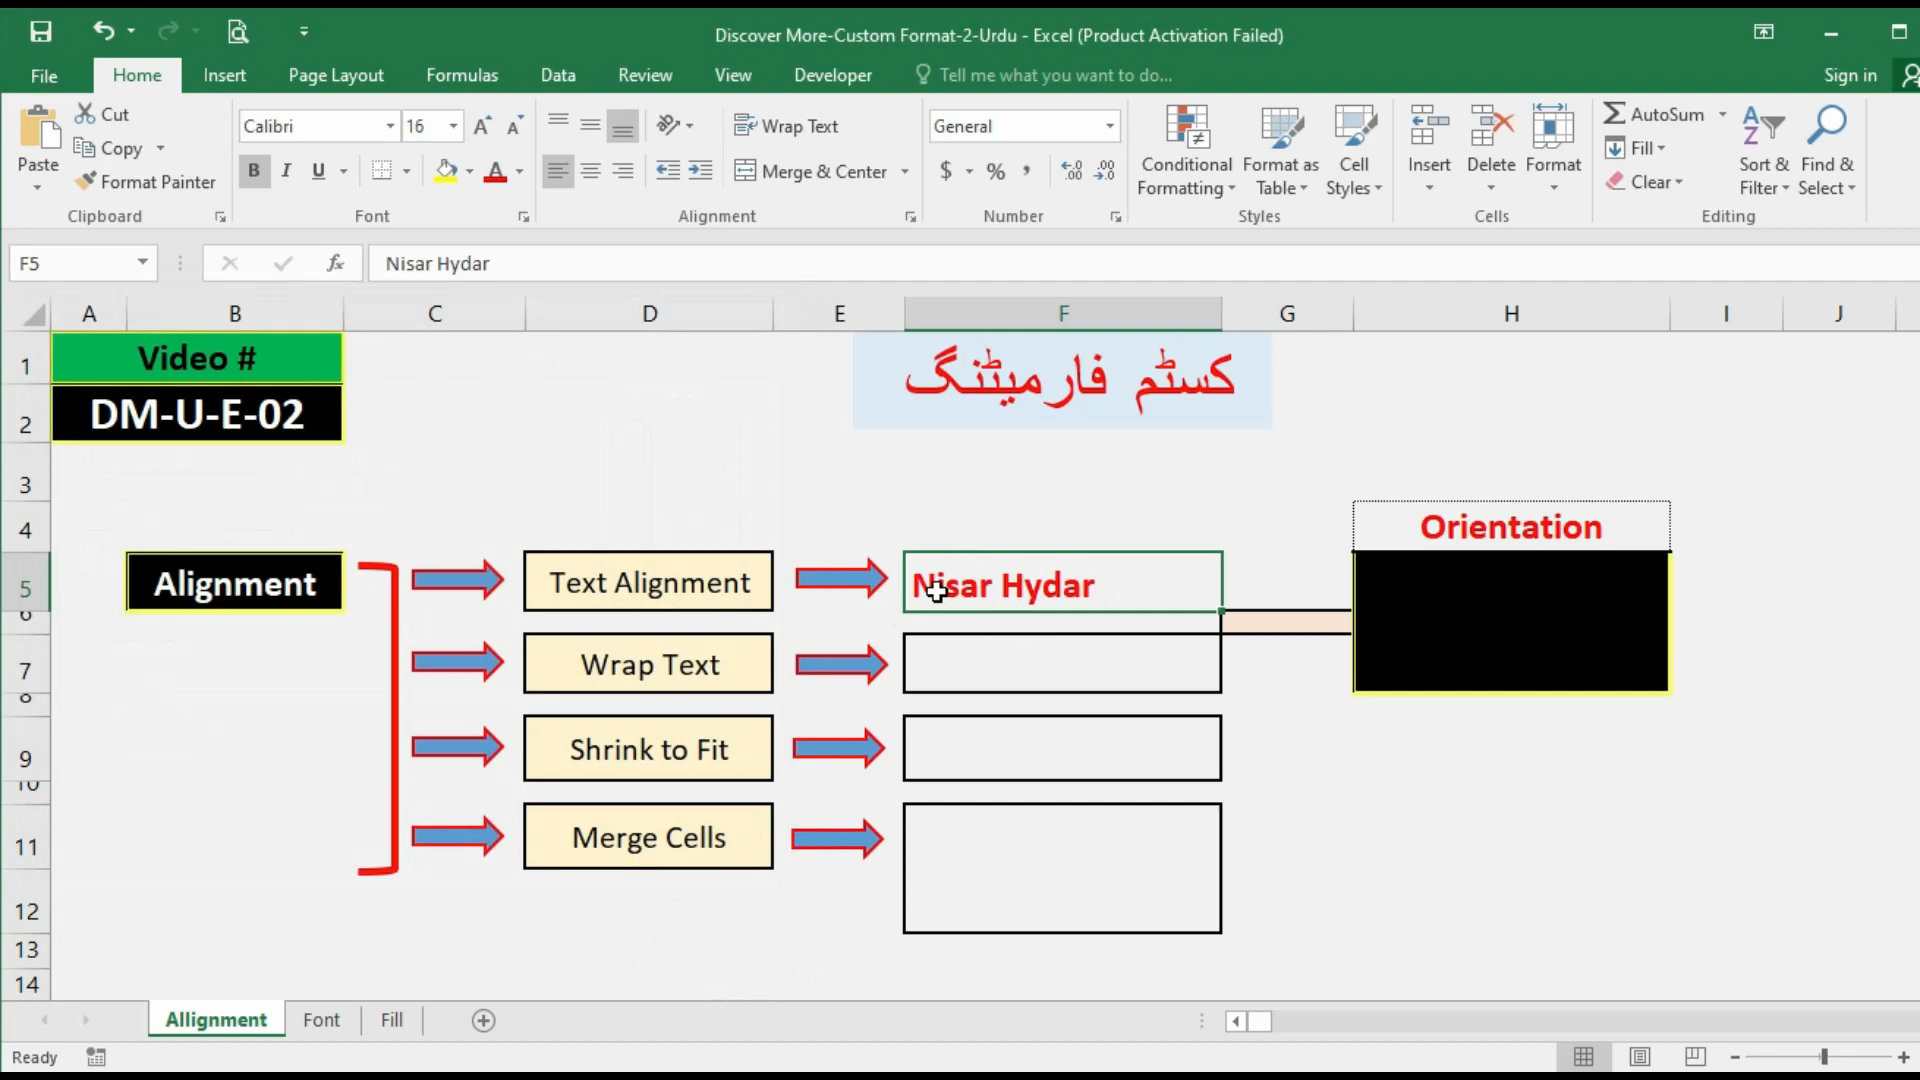 Discover More-Custom Format-2-Urdu - Excel (Product Activation Failed)
File Home Insert Page Layout Formulas Data Review View Developer Tell me what you want to do... Sign in
Paste
Cut
Copy
Format Painter
Clipboard
Calibri 16
B I U
Font
Wrap Text
Merge & Center
Alignment
General
$ % ,
Number
Conditional Formatting
Format as Table
Cell Styles
Styles
Insert Delete Format
Cells
AutoSum
Fill
Clear
Sort & Filter
Find & Select
Editing
F5 fx Nisar Hydar
A B C D E F G H I J
1 Video #
کسٹم فارمیٹنگ
2 DM-U-E-02
3
4 Orientation
5 Alignment Text Alignment Nisar Hydar
6
7 Wrap Text
8
9 Shrink to Fit
10
11 Merge Cells
12
13
14
Allignment Font Fill
Ready